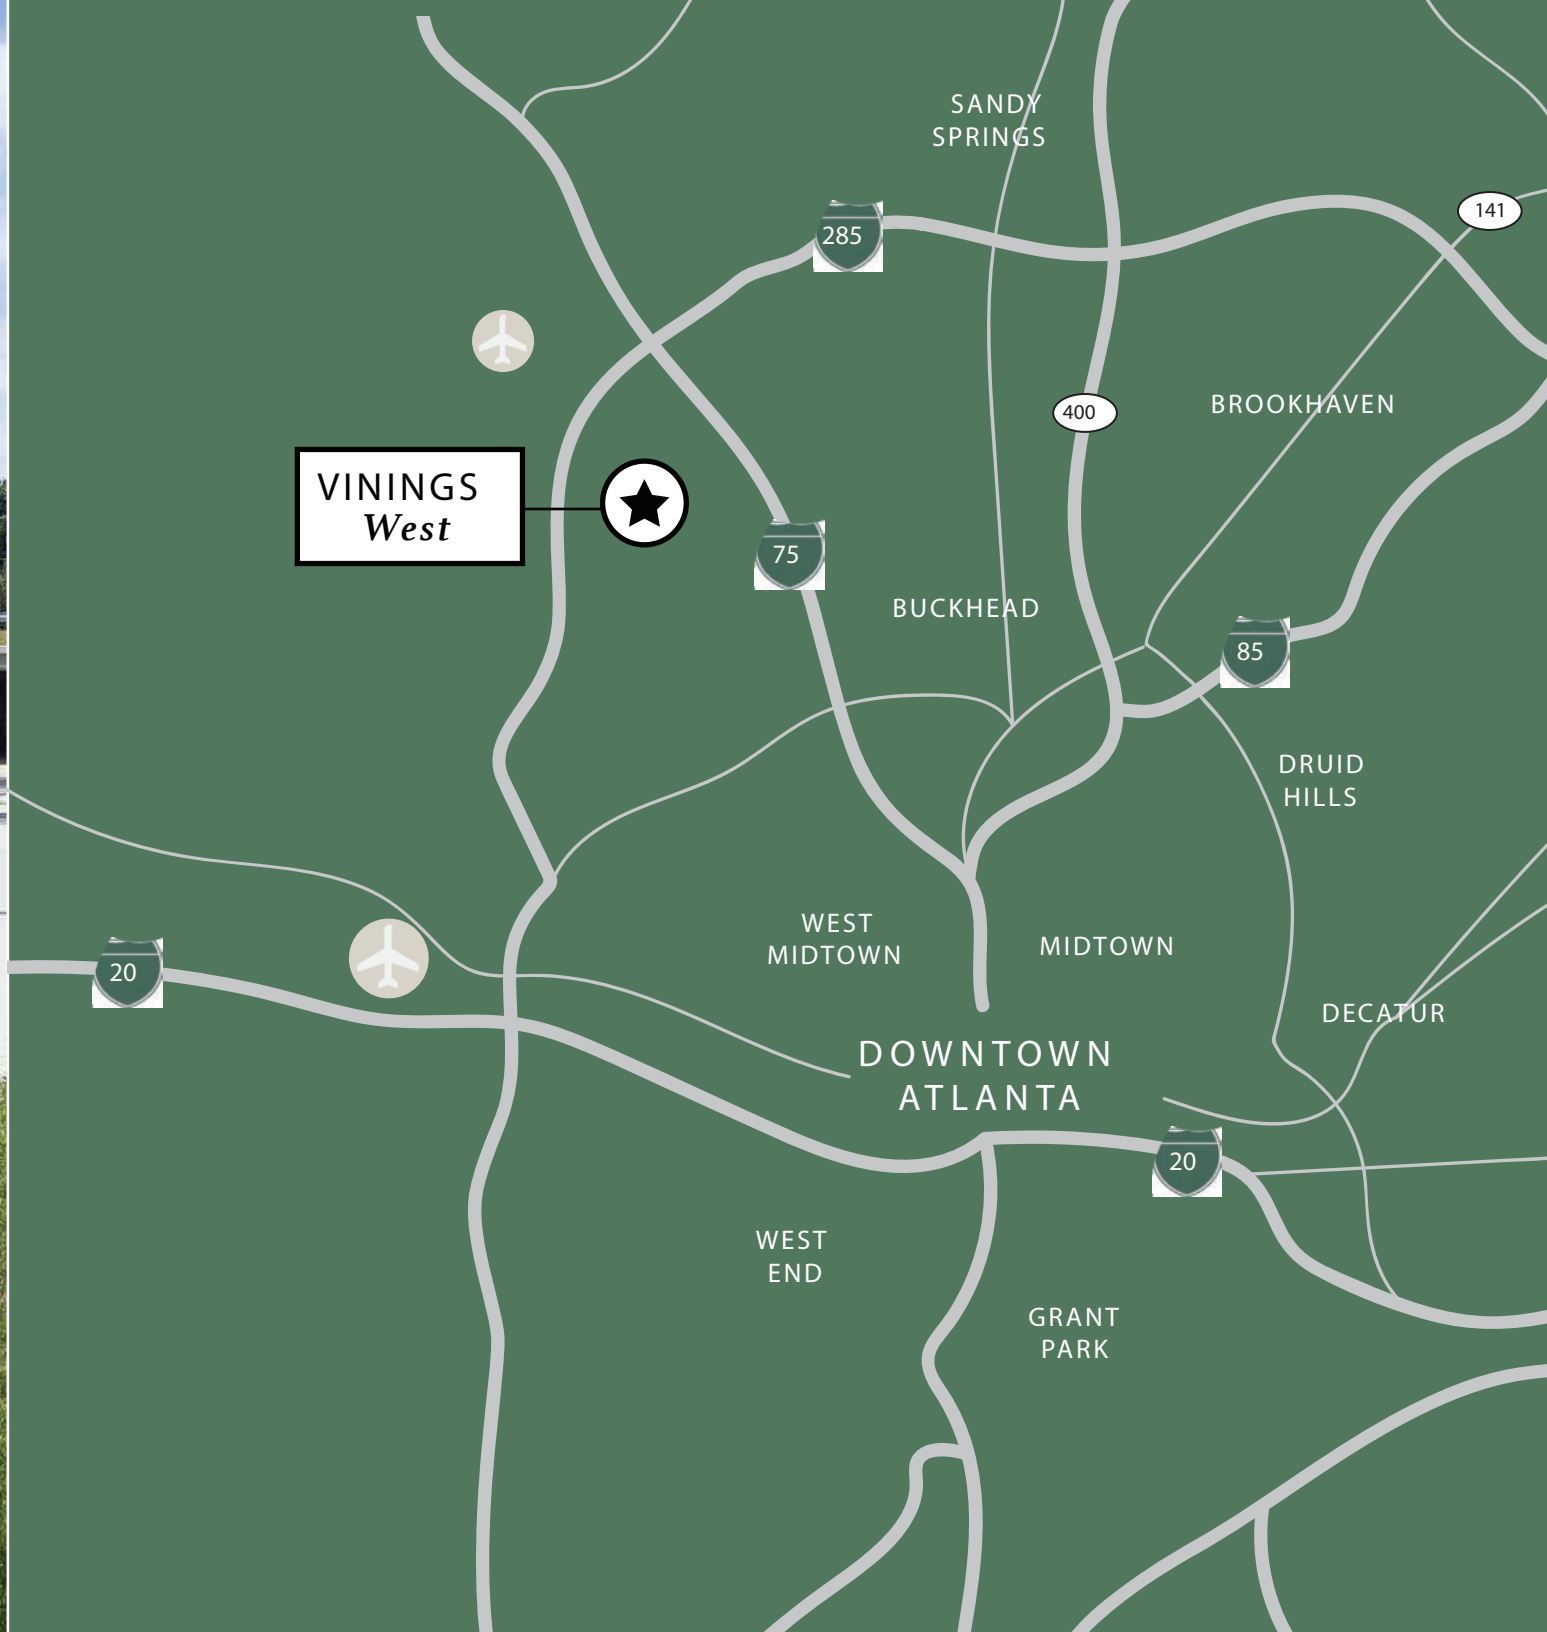 SANDY
SPRINGS
141
285
400
BROOKHAVEN
VININGS
West
75
BUCKHEAD
85
DRUID
HILLS
WEST
MIDTOWN
MIDTOWN
20
DECATUR
DOWNTOWN
ATLANTA
20
WEST
END
GRANT
PARK